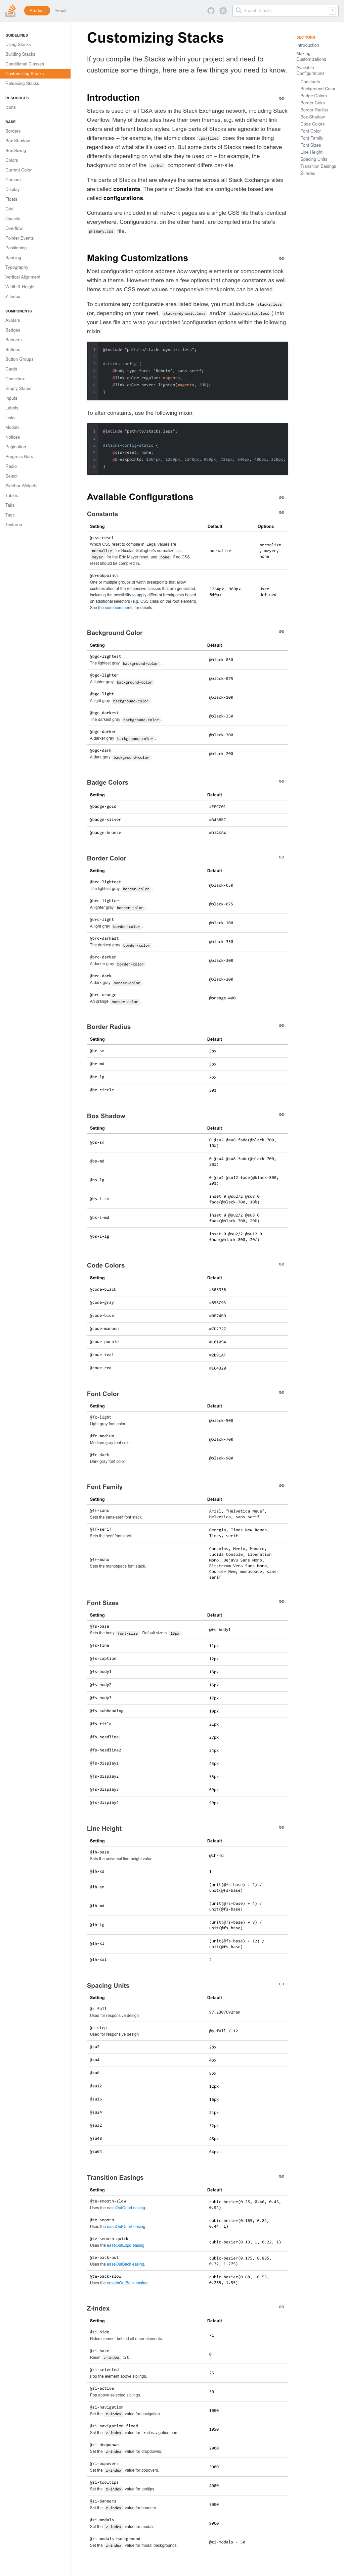 Product
Email
Search Stacks…
/
GUIDELINES
Using Stacks
Building Stacks
Conditional Classes
Customizing Stacks
Releasing Stacks
RESOURCES
Icons
BASE
Borders
Box Shadow
Box Sizing
Colors
Current Color
Cursors
Display
Floats
Grid
Opacity
Overflow
Pointer Events
Positioning
Spacing
Typography
Vertical Alignment
Width & Height
Z-Index
COMPONENTS
Avatars
Badges
Banners
Buttons
Button Groups
Cards
Checkbox
Empty States
Inputs
Labels
Links
Modals
Notices
Pagination
Progress Bars
Radio
Select
Sidebar Widgets
Tables
Tabs
Tags
Textarea
Customizing Stacks
If you compile the Stacks within your project and need to
customize some things, here are a few things you need to know.
Introduction
Stacks is used on all Q&A sites in the Stack Exchange network, including Stack
Overflow, internal tools, emails, blog, and more. Each of these might have
different link colors and light/dark styles. Generally speaking, the atomic parts of
Stacks are agnostic to these differences – for example, the atomic class .ps-fixed does the same thing
regardless of where it's used. But a handful of parts might look or work
differently depending on what site they're used on – for example, the
background color of the .s-btn component differs per-site.
The parts of Stacks that are always the same across all Stack Exchange sites are
called constants. The parts of Stacks that are configurable based on site are
called configurations.
Constants are included in all network pages as a single CSS file that's identical
everywhere. Configurations, on the other hand, are compiled into the site's
primary.css file.
Making Customizations
Most configuration options address how varying elements or components look
within a theme. However there are a few options that change constants as well.
Items such as CSS reset values or responsive breakpoints can be altered.
To customize any configurations were listed below, you must include stacks.less
(or, depending on your need, stacks-dynamic.less and/or stacks-static.less ) into
your Less file and wrap your updated values within a modified configuration options mixin:
1 @include "path/to/stacks-dynamic.less";
2
3 #stacks-config {
4 @body-type-face: 'Roboto', sans-serif;
5 @link-color-regular: magenta;
6 @link-color-hover: lighten(magenta, 20%);
7 }
To alter constants, use the following mixin:
1 @include "path/to/stacks.less";
2
3 #stacks-config-static {
4 @css-reset: none;
5 @breakpoints: 1364px, 1260px, 1140px, 980px, 728px, 640px, 480px, 320px;
6 }
Available Configurations
Constants
Setting Default Options
@css-reset
Which CSS reset to compile in. Legal values are
normalize for Nicolas Gallagher's normalize.css,
meyer for the Eric Meyer reset, and none if no CSS
reset should be compiled in.
normalize
normalize
, meyer,
none
@breakpoints
One or multiple groups of width breakpoints that allow
customization of the responsive classes that are generated,
including the possibility to apply different breakpoints based
on additional selectors (e.g. CSS class on the root element).
See the code comments for details.
1264px, 980px,
640px
User
defined
Background Color
Setting Default
@bgc-lightest
The lightest gray background-color @black-050
@bgc-lighter
A lighter gray background-color @black-075
@bgc-light
A light gray background-color @black-100
@bgc-darkest
The darkest gray background-color @black-350
@bgc-darker
A darker gray background-color @black-300
@bgc-dark
A dark gray background-color @black-200
Badge Colors
Setting Default
@badge-gold #FFCC01
@badge-silver #B4B8BC
@badge-bronze #D1A684
Border Color
Setting Default
@brc-lightest
The lightest gray border-color @black-050
@brc-lighter
A lighter gray border-color @black-075
@brc-light
A light gray border-color @black-100
@brc-darkest
The darkest gray border-color @black-350
@brc-darker
A darker gray border-color @black-300
@brc-dark
A dark gray border-color @black-200
@brs-orange
An orange border-color @orange-400
Border Radius
Setting Default
@br-sm 3px
@br-md 5px
@br-lg 7px
@br-circle 50%
Box Shadow
Setting Default
@bs-sm 0 @su2 @su8 fade(@black-700,
10%)
@bs-md 0 @su4 @su8 fade(@black-700,
20%)
@bs-lg 0 @su4 @su12 fade(@black-800,
20%)
@bs-i-sm inset 0 @su2/2 @su8 0
fade(@black-700, 10%)
@bs-i-md inset 0 @su2/2 @su8 0
fade(@black-700, 20%)
@bs-i-lg inset 0 @su2/2 @su12 0
fade(@black-800, 20%)
Code Colors
Setting Default
@code-black #303336
@code-gray #858C93
@code-blue #0F74BD
@code-maroon #7D2727
@code-purple #101094
@code-teal #2B91AF
@code-red #E64320
Font Color
Setting Default
@fc-light
Light gray font color @black-500
@fc-medium
Medium gray font color @black-700
@fc-dark
Dark gray font color @black-900
Font Family
Setting Default
@ff-sans
Sets the sans-serif font stack.
Arial, "Helvetica Neue",
Helvetica, sans-serif
@ff-serif
Sets the serif font stack.
Georgia, Times New Roman,
Times, serif
@ff-mono
Sets the monospace font stack.
Consolas, Menlo, Monaco,
Lucida Console, Liberation
Mono, DejaVu Sans Mono,
Bitstream Vera Sans Mono,
Courier New, monospace, sans-
serif
Font Sizes
Setting Default
@fs-base
Sets the body font-size . Default size is 13px @fs-body1
@fs-fine 11px
@fs-caption 12px
@fs-body1 13px
@fs-body2 15px
@fs-body3 17px
@fs-subheading 19px
@fs-title 21px
@fs-headline1 27px
@fs-headline2 34px
@fs-display1 43px
@fs-display2 55px
@fs-display3 69px
@fs-display4 99px
Line Height
Setting Default
@lh-base
Sets the universal line-height value. @lh-md
@lh-xs 1
@lh-sm (unit(@fs-base) + 2) /
unit(@fs-base)
@lh-md (unit(@fs-base) + 4) /
unit(@fs-base)
@lh-lg (unit(@fs-base) + 8) /
unit(@fs-base)
@lh-xl (unit(@fs-base) + 12) /
unit(@fs-base)
@lh-xxl 2
Spacing Units
Setting Default
@s-full
Used for responsive design 97.2307692rem
@s-step
Used for responsive design @s-full / 12
@su2 2px
@su4 4px
@su8 8px
@su12 12px
@su16 16px
@su24 24px
@su32 32px
@su48 48px
@su64 64px
Transition Easings
Setting Default
@te-smooth-slow
Uses the easeOutQuad easing.
cubic-bezier(0.25, 0.46, 0.45,
0.94)
@te-smooth
Uses the easeOutQuart easing.
cubic-bezier(0.165, 0.84,
0.44, 1)
@te-smooth-quick
Uses the easeOutExpo easing.
cubic-bezier(0.19, 1, 0.22, 1)
@te-back-out
Uses the easeOutBack easing.
cubic-bezier(0.175, 0.885,
0.32, 1.275)
@te-back-slow
Uses the easeInOutBack easing.
cubic-bezier(0.68, -0.55,
0.265, 1.55)
Z-Index
Setting Default
@zi-hide
Hides element behind all other elements. -1
@zi-base
Reset z-index to 0. 0
@zi-selected
Pop the element above siblings. 25
@zi-active
Pop above selected siblings. 30
@zi-navigation
Set the z-index value for navigation. 1000
@zi-navigation-fixed
Set the z-index value for fixed navigation bars. 1050
@zi-dropdown
Set the z-index value for dropdowns. 2000
@zi-popovers
Set the z-index value for popovers. 3000
@zi-tooltips
Set the z-index value for tooltips. 4000
@zi-banners
Set the z-index value for banners. 5000
@zi-modals
Set the z-index value for modals. 9000
@zi-modals-background
Set the z-index value for modal backgrounds. @zi-modals - 50
SECTIONS
Introduction
Making
Customizations
Available
Configurations
Constants
Background Color
Badge Colors
Border Color
Border Radius
Box Shadow
Code Colors
Font Color
Font Family
Font Sizes
Line Height
Spacing Units
Transition Easings
Z-Index